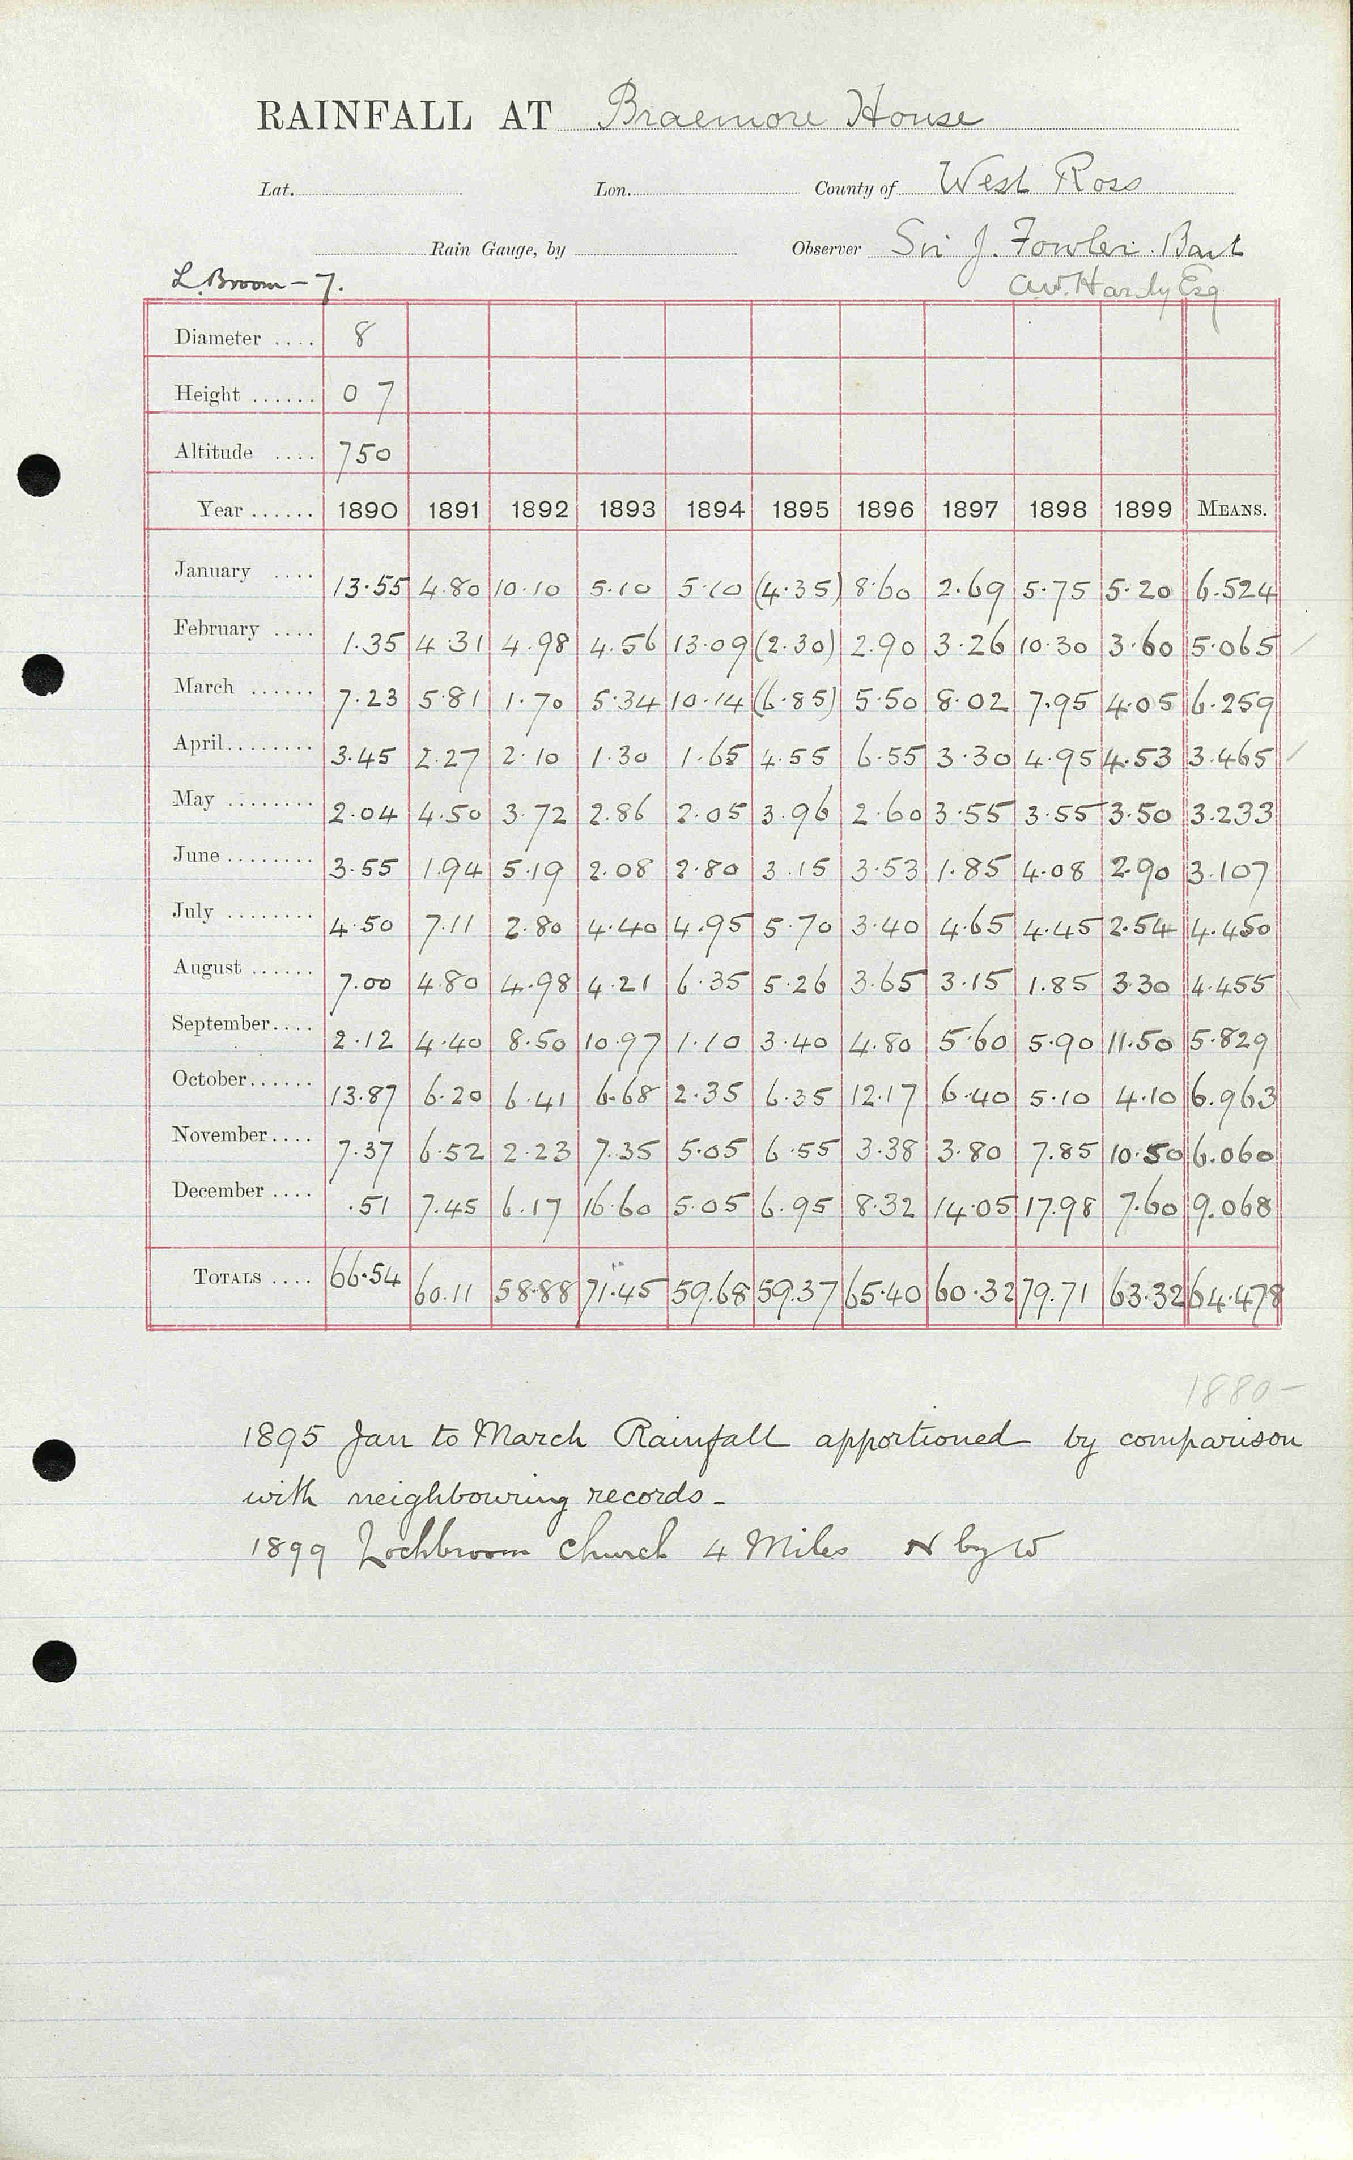 RAINFALL AT Braemore House
Lat. Lon. County of West Ross
Rain Gauge, by Observer Sir J. Fowler. Bart
L. Broom - 7. A.W. Hardy Esq
Diameter .... 8
Height ...... 0 7
Altitude .... 750
Year ...... 1890 1891 1892 1893 1894 1895 1896 1897 1898 1899 MEANS.
January .... 13.55 4.80 10.10 5.10 5.10 (4.35) 8.60 2.69 5.75 5.20 6.524
February .... 1.35 4.31 4.98 4.56 13.09 (2.30) 2.90 3.26 10.30 3.60 5.065
March ...... 7.23 5.81 1.70 5.34 10.14 (6.85) 5.50 8.02 7.95 4.05 6.259
April........ 3.45 2.27 2.10 1.30 1.65 4.55 6.55 3.30 4.95 4.53 3.465
May ........ 2.04 4.50 3.72 2.86 2.05 3.96 2.60 3.55 3.55 3.50 3.233
June ........ 3.55 1.94 5.19 2.08 2.80 3.15 3.53 1.85 4.08 2.90 3.107
July ........ 4.50 7.11 2.80 4.40 4.95 5.70 3.40 4.65 4.45 2.54 4.450
August ...... 7.00 4.80 4.98 4.21 6.35 5.26 3.65 3.15 1.85 3.30 4.455
September.... 2.12 4.40 8.50 10.97 1.10 3.40 4.80 5.60 5.90 11.50 5.829
October...... 13.87 6.20 6.41 6.68 2.35 6.35 12.17 6.40 5.10 4.10 6.963
November.... 7.37 6.52 2.23 7.35 5.05 6.55 3.38 3.80 7.85 10.50 6.060
December .... .51 7.45 6.17 16.60 5.05 6.95 8.32 14.05 17.98 7.60 9.068
TOTALS .... 66.54 60.11 58.88 71.45 59.68 59.37 65.40 60.32 79.71 63.32 64.478
1880-
1895 Jan to March Rainfall apportioned by comparison
with neighbouring records -
1899 Lochbroom Church 4 Miles N by W